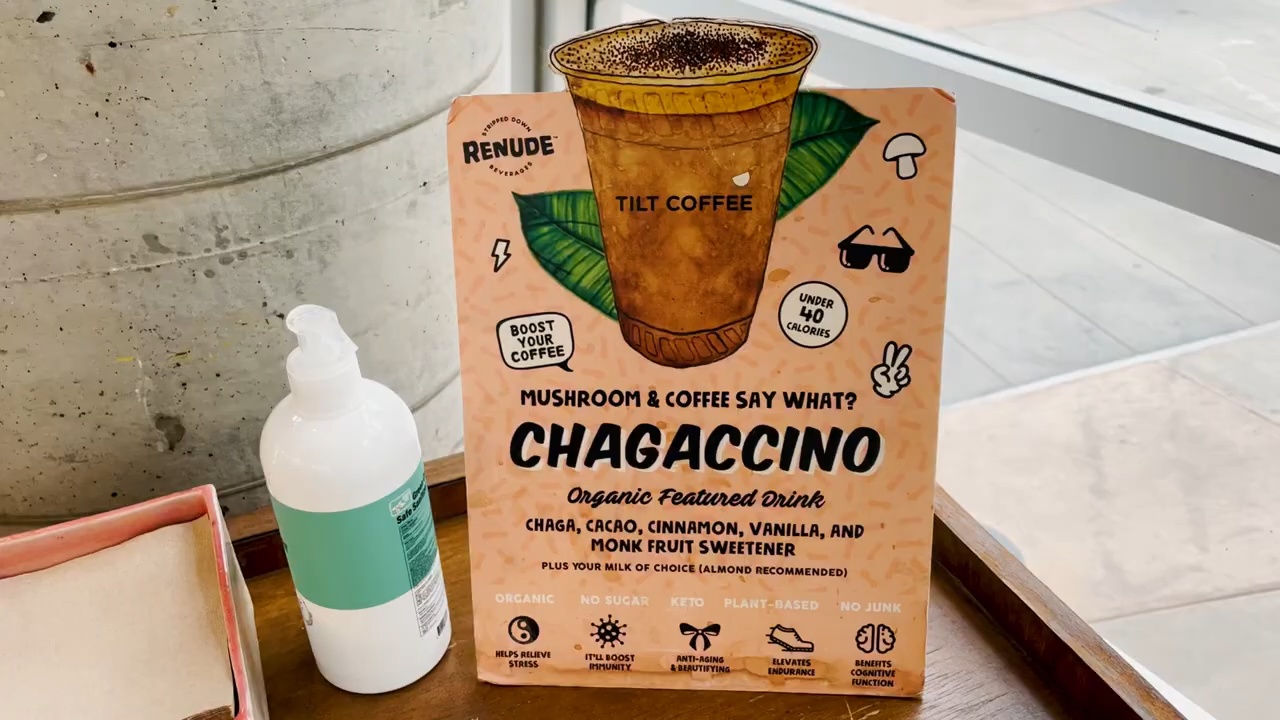 STRIPPED DOWN
RENUDE™
BEVERAGES
TILT COFFEE
UNDER
40
CALORIES
BOOST
YOUR
COFFEE
MUSHROOM & COFFEE SAY WHAT?
CHAGACCINO
Organic Featured Drink
CHAGA, CACAO, CINNAMON, VANILLA, AND
MONK FRUIT SWEETENER
PLUS YOUR MILK OF CHOICE (ALMOND RECOMMENDED)
ORGANIC NO SUGAR KETO PLANT-BASED NO JUNK
HELPS RELIEVE
STRESS
IT'LL BOOST
IMMUNITY
ANTI-AGING
& BEAUTIFYING
ELEVATES
ENDURANCE
BENEFITS
COGNITIVE
FUNCTION